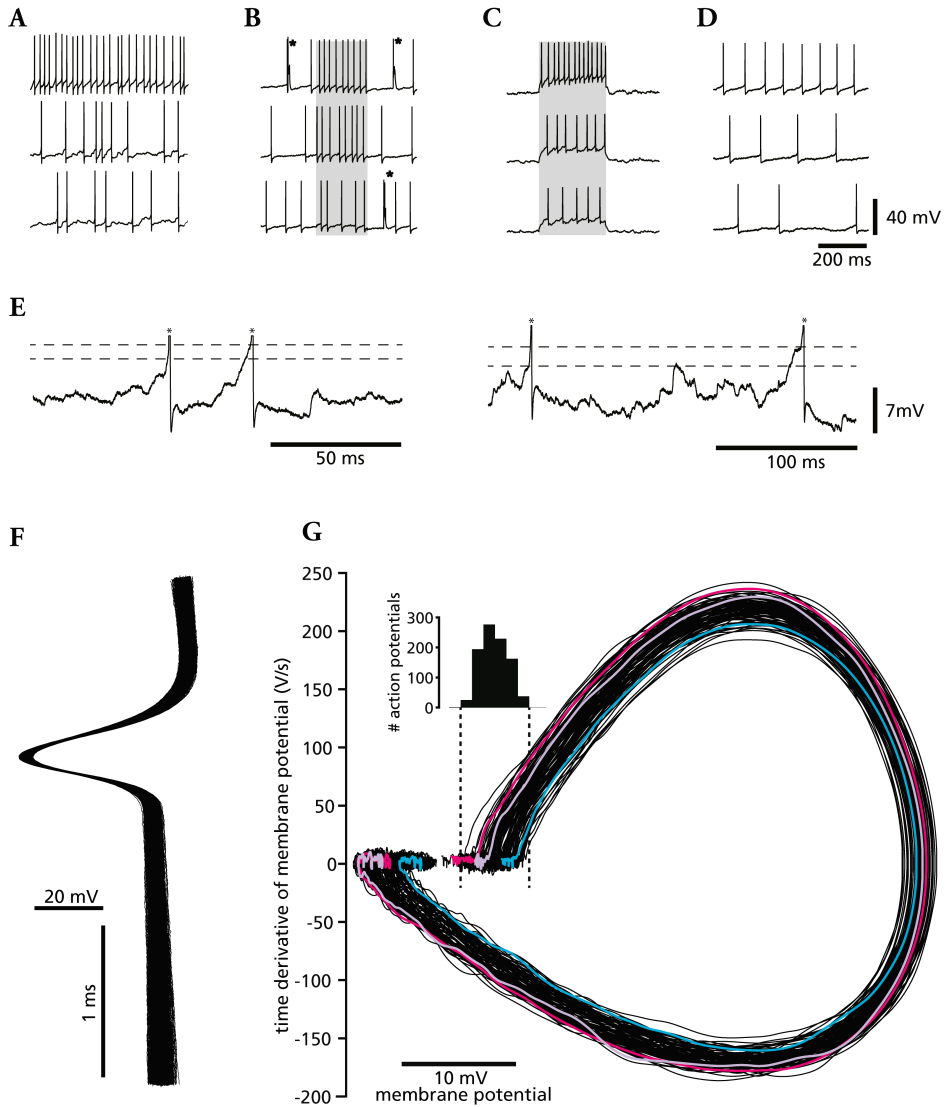 A B C D
* *
*
40 mV
200 ms
E
* * * *
7mV
50 ms 100 ms
F G
20 mV
1 ms
time derivative of membrane potential (V/s)
250
200
150
100
50
0
-50
-100
-150
-200
# action potentials
300
200
100
0
10 mV
membrane potential